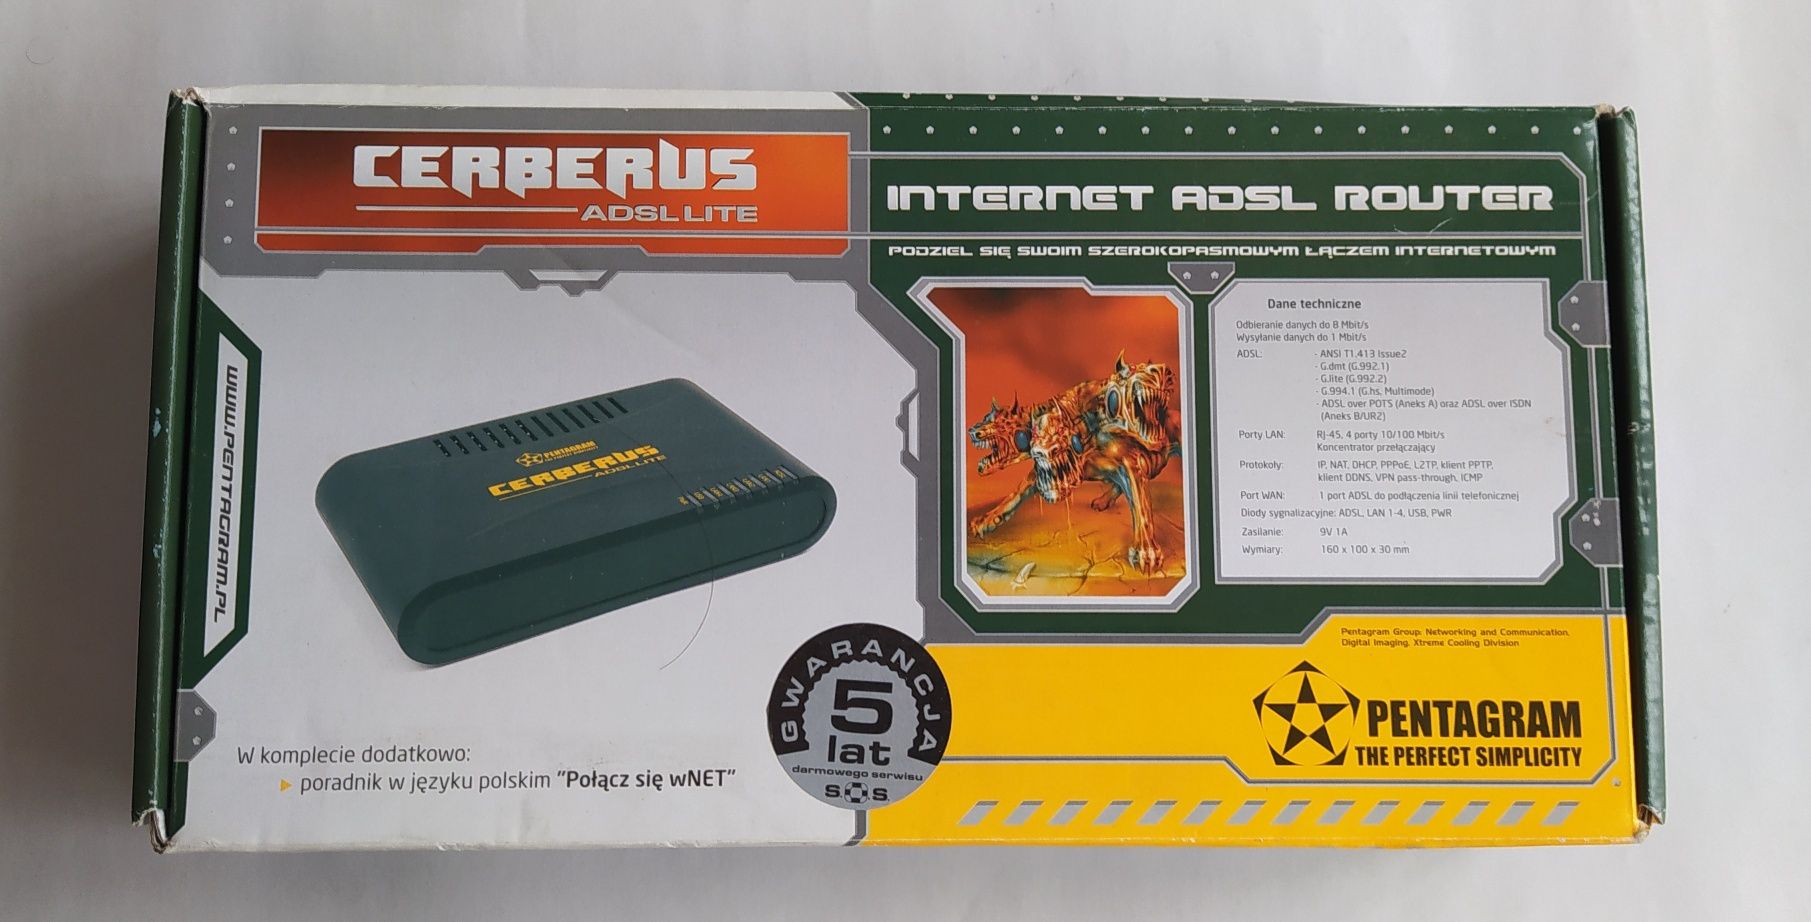 CERBERUS
ADSL LITE
INTERNET ADSL ROUTER
PODZIEL SIĘ SWOIM SZEROKOPASMOWYM ŁĄCZEM INTERNETOWYM
WWW.PENTAGRAM.PL
PENTAGRAM
CERBERUS
ADSL LITE
Dane techniczne
Odbieranie danych do 8 Mbit/s
Wysyłanie danych do 1 Mbit/s
ADSL: - ANSI T1.413 Issue2
- G.dmt (G.992.1)
- G.lite (G.992.2)
- G.994.1 (G.hs, Multimode)
- ADSL over POTS (Aneks A) oraz ADSL over ISDN
(Aneks B/UR2)
Porty LAN: RJ-45, 4 porty 10/100 Mbit/s
Koncentrator przełączający
Protokoły: IP, NAT, DHCP, PPPoE, L2TP, klient PPTP,
klient DDNS, VPN pass-through, ICMP
Port WAN: 1 port ADSL do podłączenia linii telefonicznej
Diody sygnalizacyjne: ADSL, LAN 1-4, USB, PWR
Zasilanie: 9V 1A
Wymiary: 160 x 100 x 30 mm
W komplecie dodatkowo:
poradnik w języku polskim "Połącz się wNET"
GWARANCJA
5
lat
darmowego serwisu
S.O.S.
Pentagram Group: Networking and Communication,
Digital Imaging, Xtreme Cooling Division
PENTAGRAM
THE PERFECT SIMPLICITY